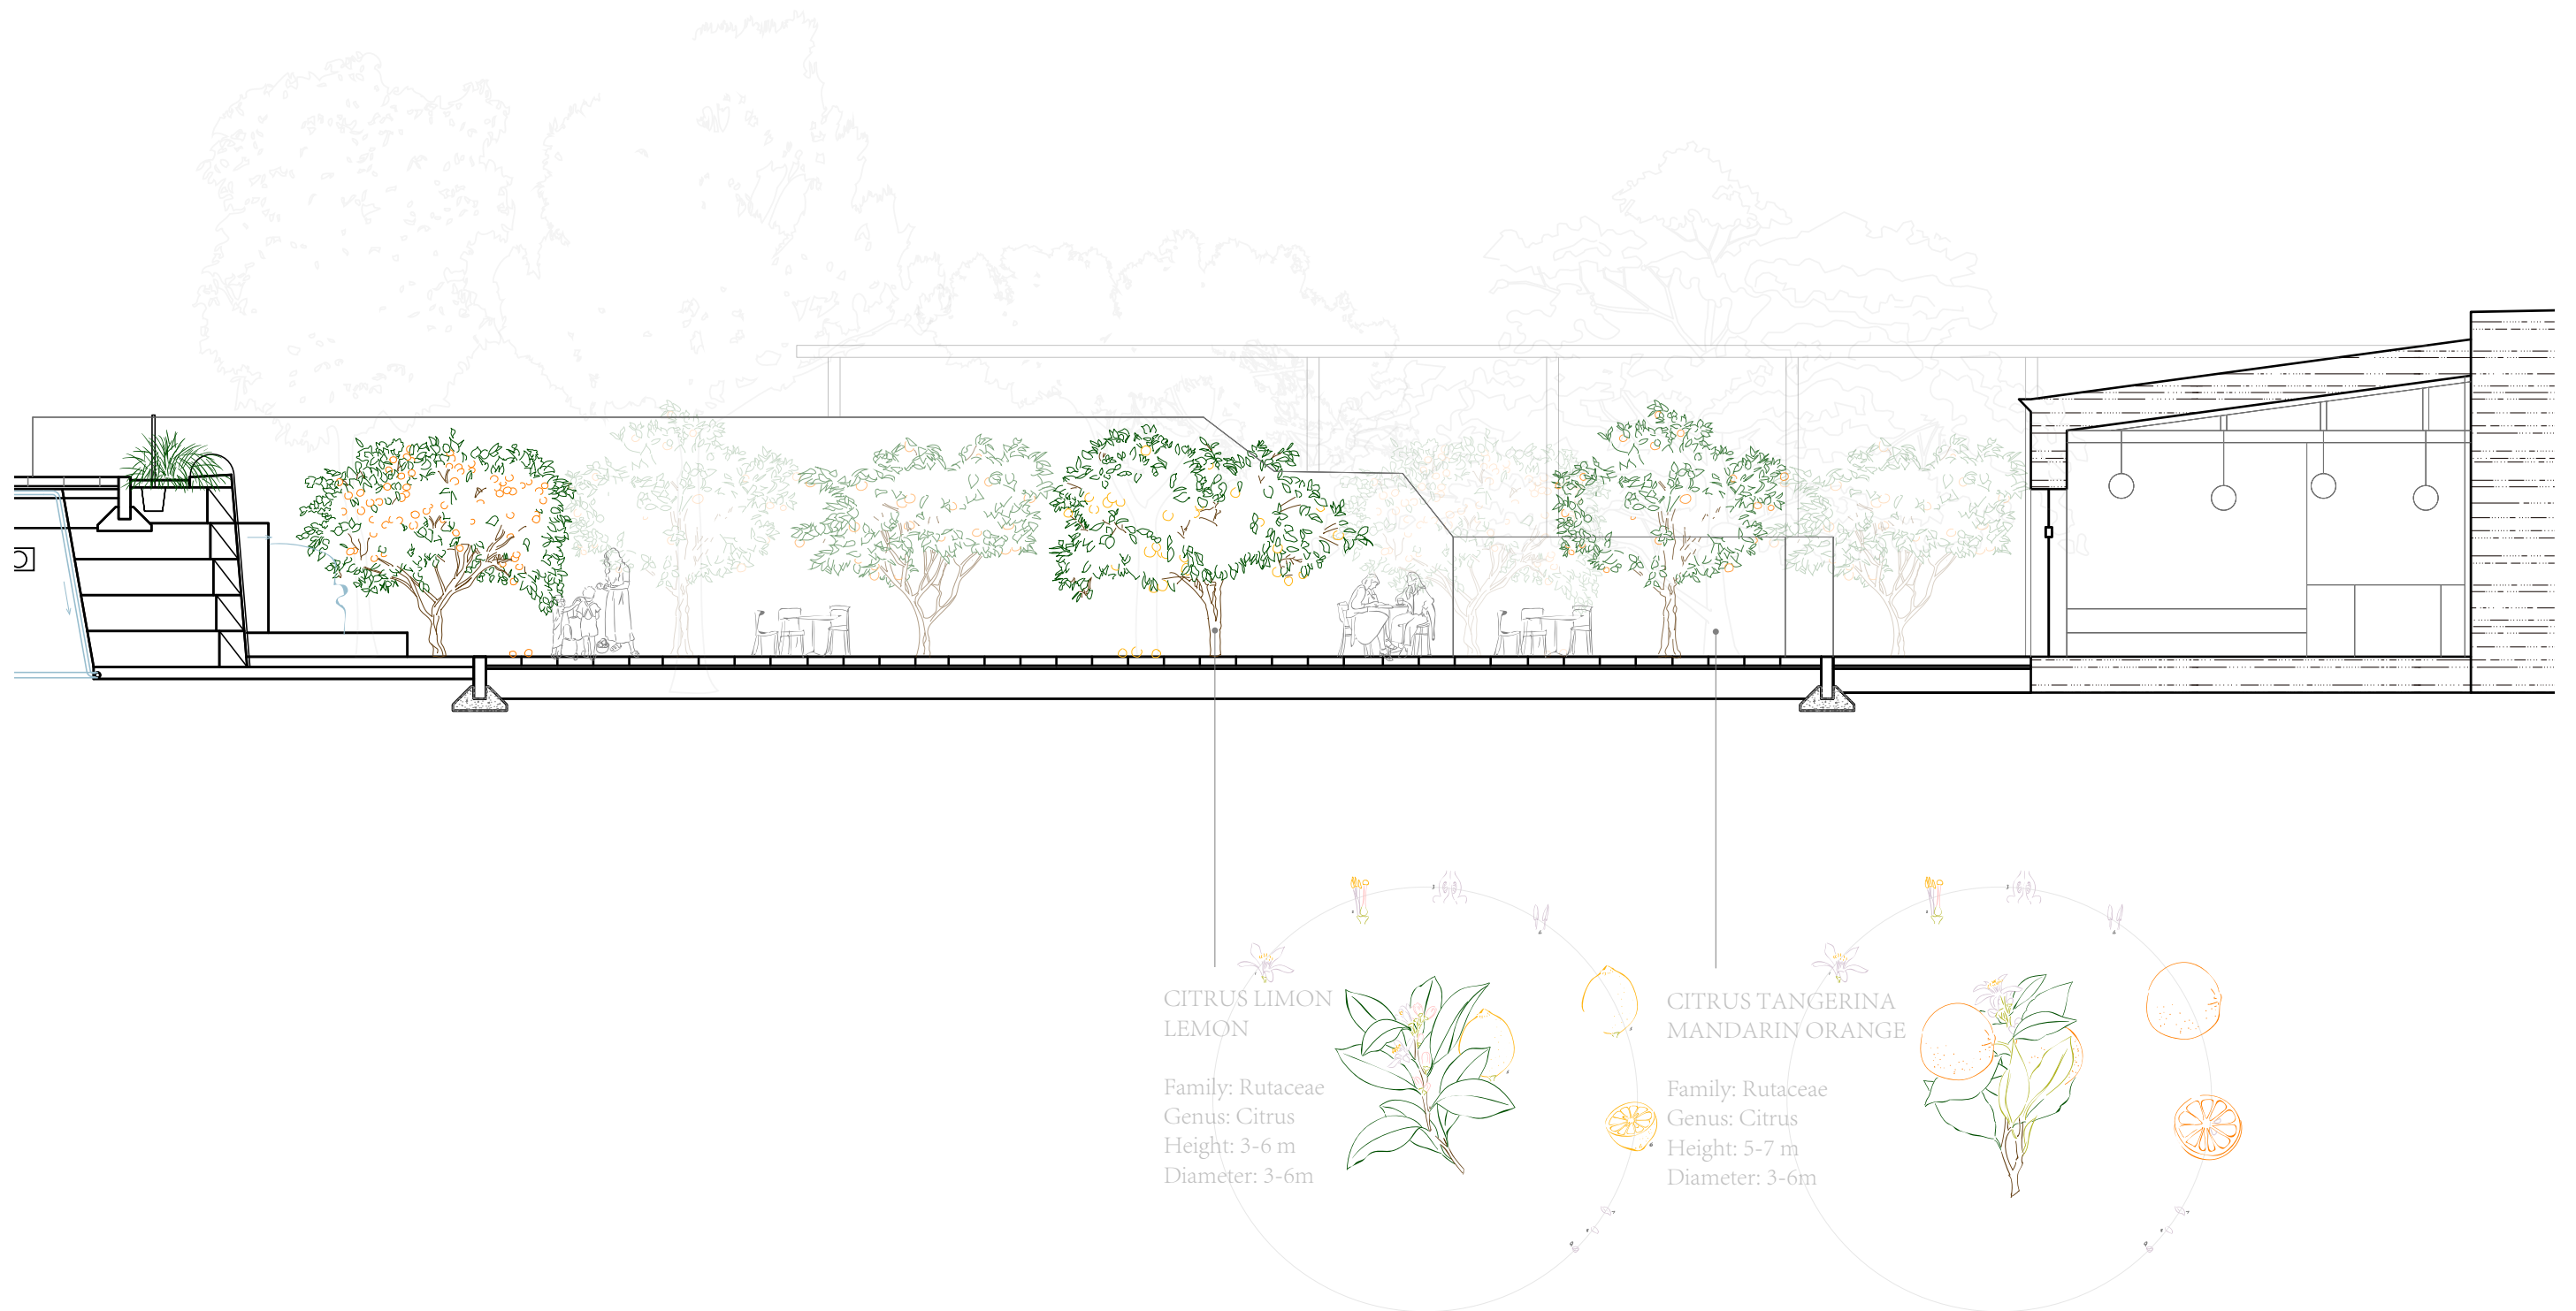 CITRUS LIMON
LEMON
Family: Rutaceae
Genus: Citrus
Height: 3-6 m
Diameter: 3-6m
CITRUS TANGERINA
MANDARIN ORANGE
Family: Rutaceae
Genus: Citrus
Height: 5-7 m
Diameter: 3-6m